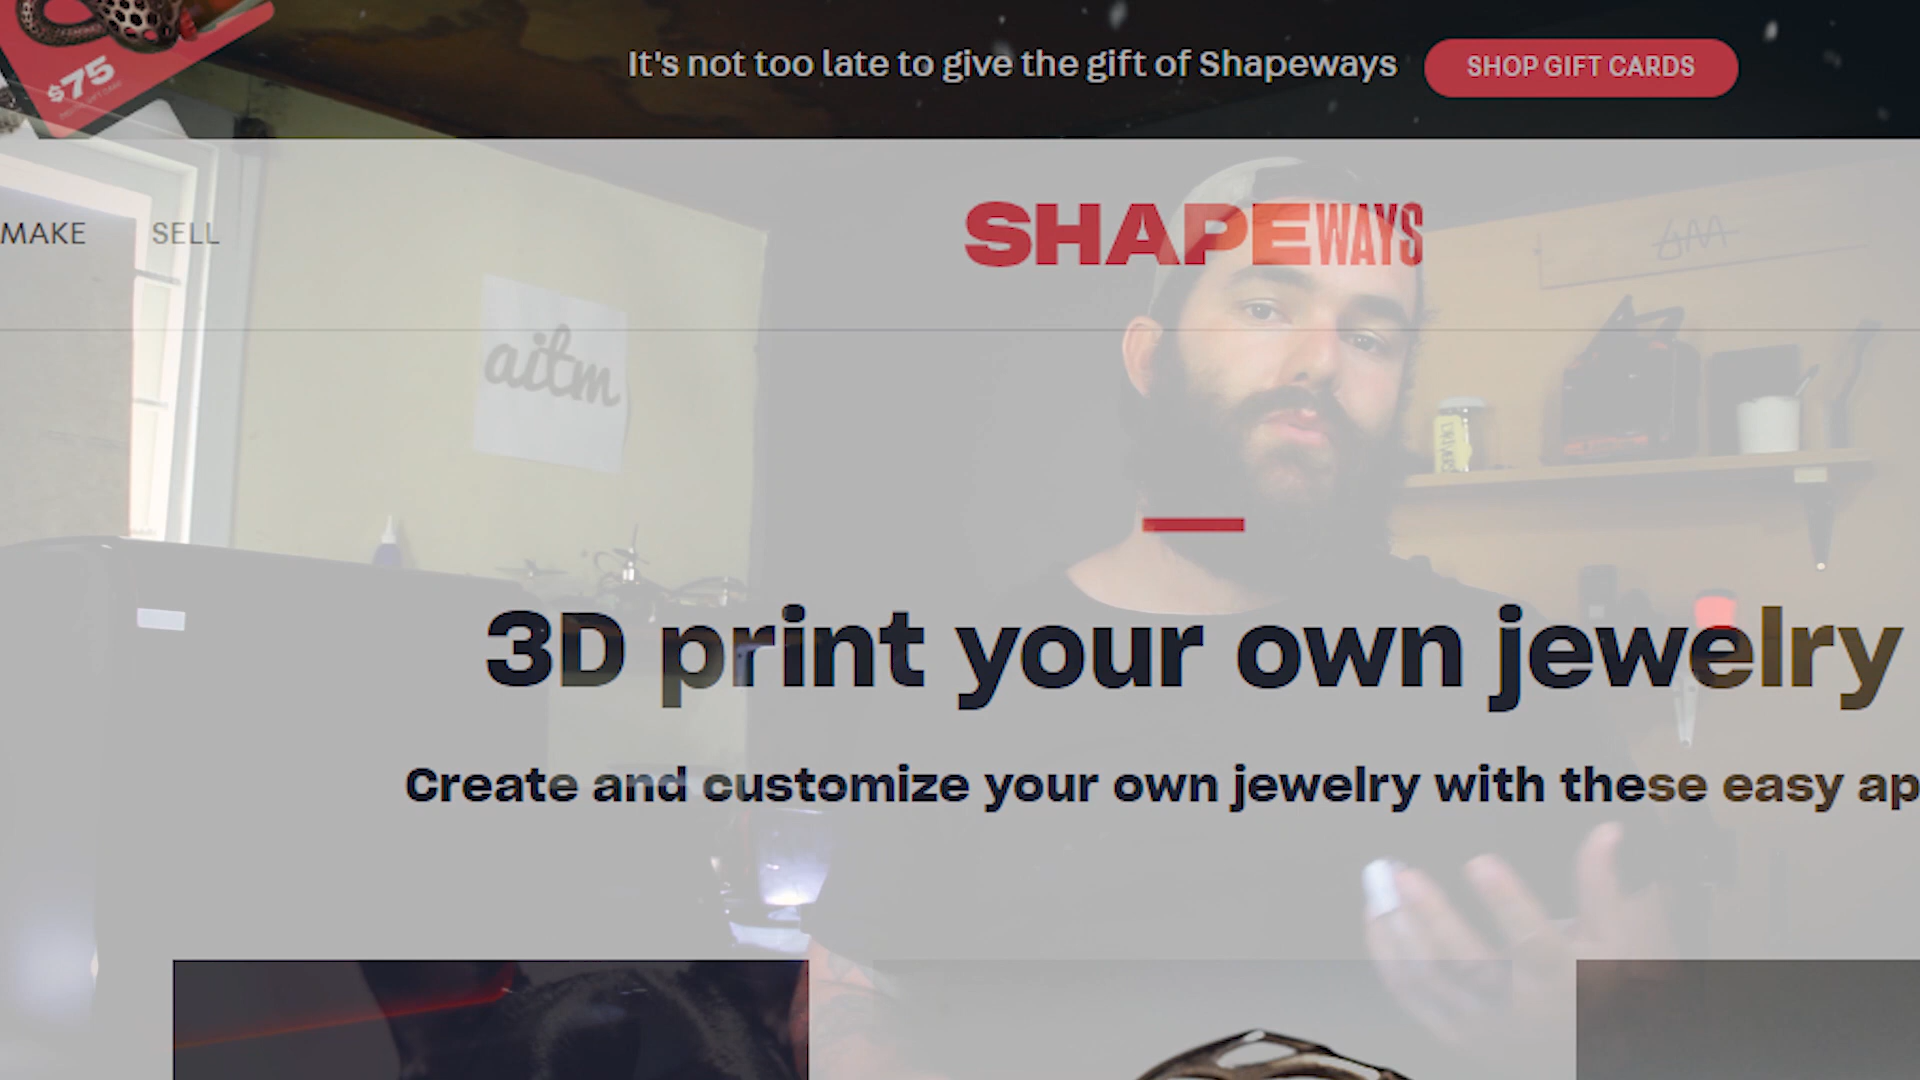 $75
It's not too late to give the gift of Shapeways
SHOP GIFT CARDS
MAKE
SELL
SHAPEWAYS
aitm
3D print your own jewelry
Create and customize your own jewelry with these easy ap